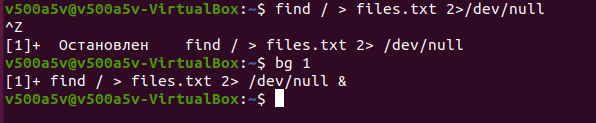 v500a5v@v500a5v-VirtualBox:~$ find / > files.txt 2>/dev/null
^Z
[1]+  Остановлен    find / > files.txt 2> /dev/null
v500a5v@v500a5v-VirtualBox:~$ bg 1
[1]+ find / > files.txt 2> /dev/null &
v500a5v@v500a5v-VirtualBox:~$